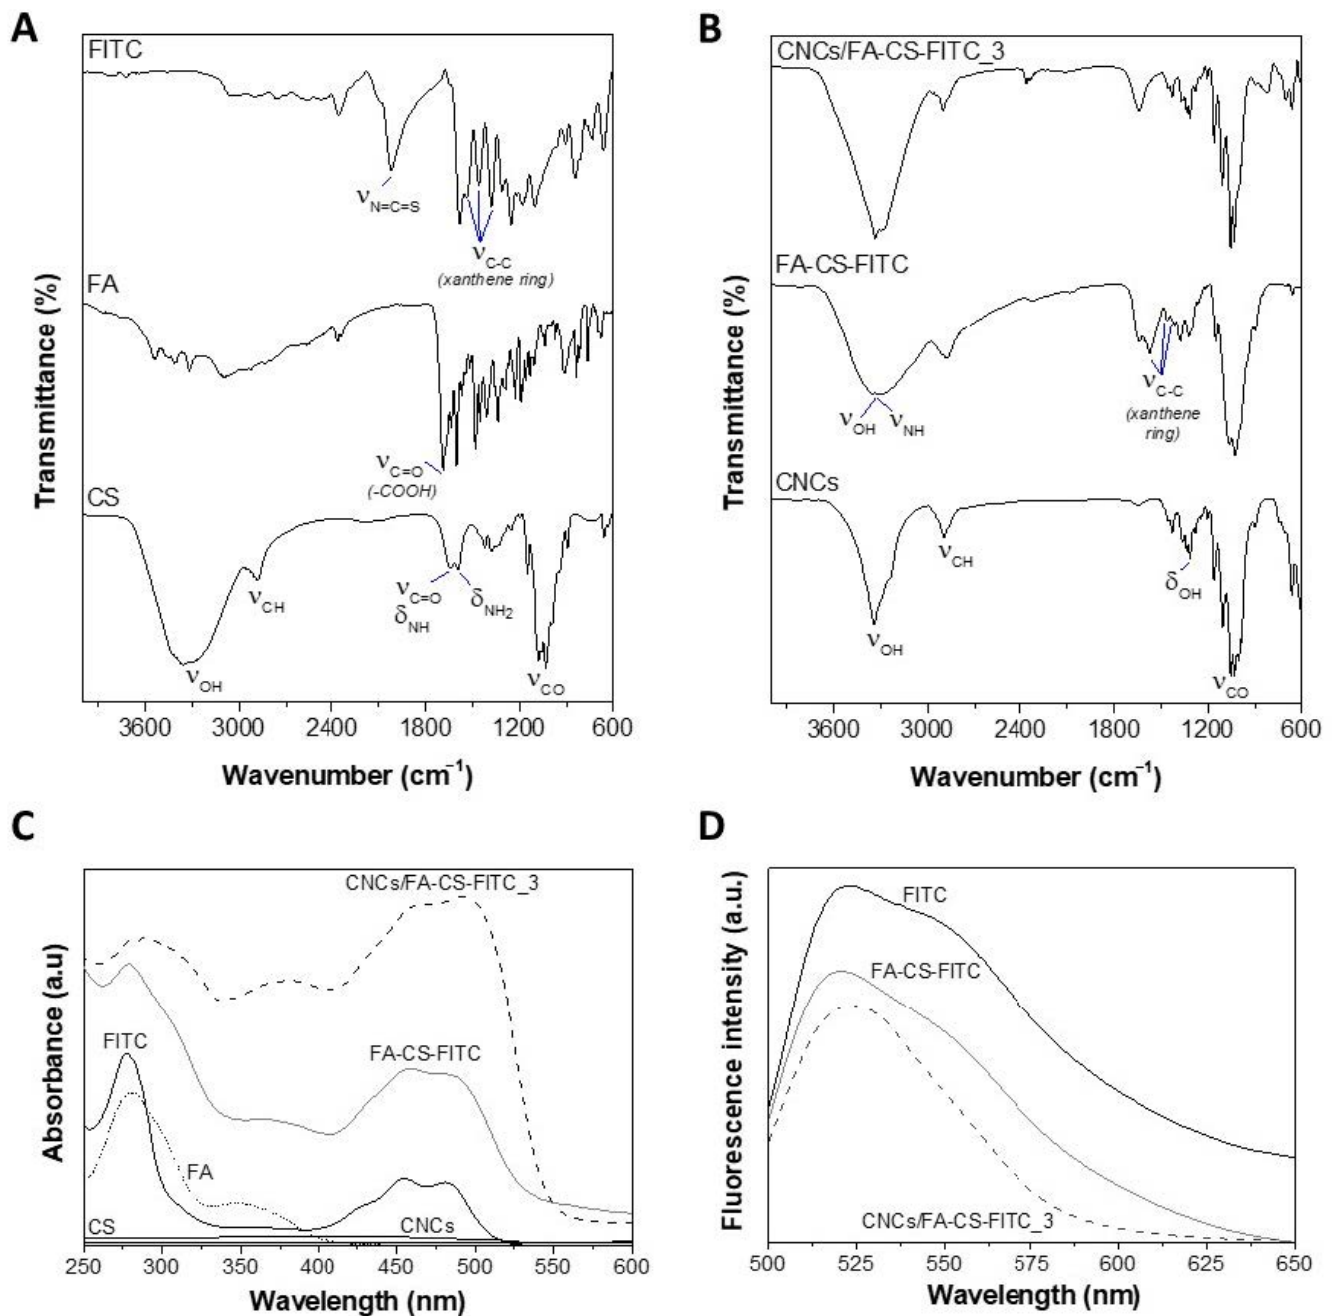 A
FITC
νN=C=S
νC-C
(xanthene ring)
FA
νC=O
(-COOH)
CS
νCH
νC=O
δNH
δNH2
νOH
νCO
Transmittance (%)
3600 3000 2400 1800 1200 600
Wavenumber (cm⁻¹)
B
CNCs/FA-CS-FITC_3
FA-CS-FITC
νC-C
(xanthene
ring)
νOH
νNH
CNCs
νCH
δOH
νOH
νCO
Transmittance (%)
3600 3000 2400 1800 1200 600
Wavenumber (cm⁻¹)
C
CNCs/FA-CS-FITC_3
FITC
FA-CS-FITC
FA
CS
CNCs
Absorbance (a.u)
250 300 350 400 450 500 550 600
Wavelength (nm)
D
FITC
FA-CS-FITC
CNCs/FA-CS-FITC_3
Fluorescence intensity (a.u.)
500 525 550 575 600 625 650
Wavelength (nm)